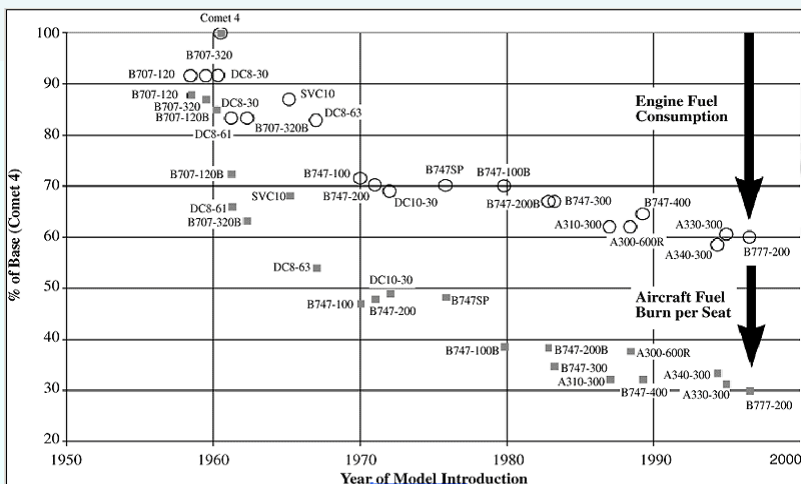 Comet 4
100
B707-320
B707-120
DC8-30
90
B707-120
B707-320
DC8-30
SVC10
Engine Fuel
Consumption
B707-120B
DC8-63
80
DC8-61
B707-320B
B707-120B
B747-100
B747SP
B747-100B
70
SVC10
B747-200
DC10-30
B747-200B
B747-300
B747-400
DC8-61
B707-320B
A310-300
A330-300
60
A300-600R
A340-300
B777-200
DC8-63
DC10-30
50
B747-100
B747-200
B747SP
Aircraft Fuel
Burn per Seat
40
B747-100B
B747-200B
A300-600R
B747-300
A310-300
A340-300
30
B747-400
A330-300
B777-200
20
1950
1960
1970
1980
1990
2000
Year of Model Introduction
% of Base (Comet 4)